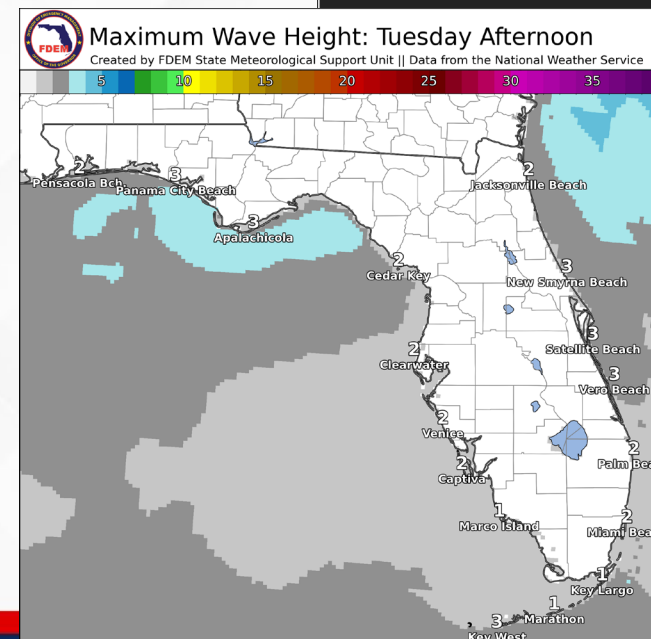 FDEM
Maximum Wave Height: Tuesday Afternoon
Created by FDEM State Meteorological Support Unit || Data from the National Weather Service
5 10 15 20 25 30 35
2
Pensacola Bch
3
Panama City Beach
3
Apalachicola
2
Jacksonville Beach
2
Cedar Key
3
New Smyrna Beach
3
Satellite Beach
2
Clearwater
3
Vero Beach
2
Venice
2
Palm Bea
2
Captiva
1
Marco Island
2
Miami Bea
1
Key Largo
1
Marathon
3
Key West